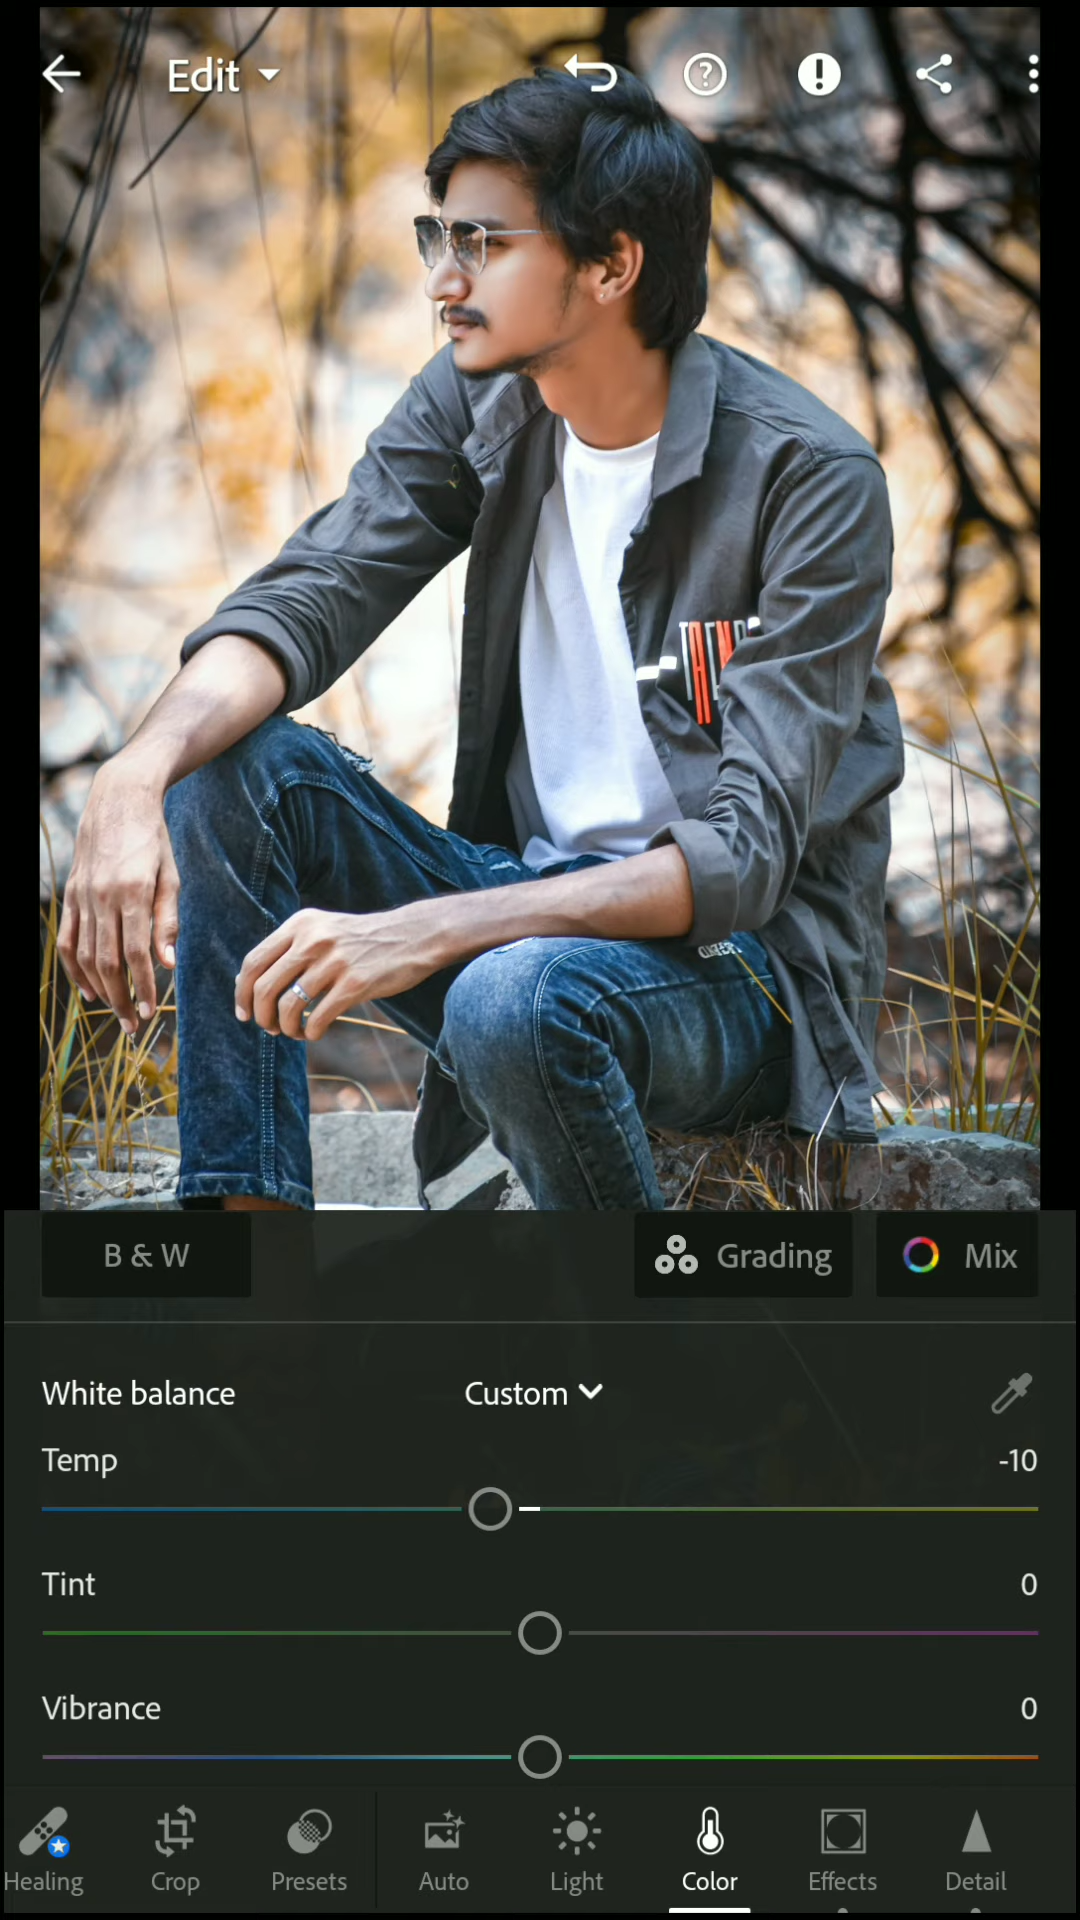 Edit
TREND
B & W
Grading
Mix
White balance
Custom
Temp
-10
Tint
0
Vibrance
0
Healing
Crop
Presets
Auto
Light
Color
Effects
Detail